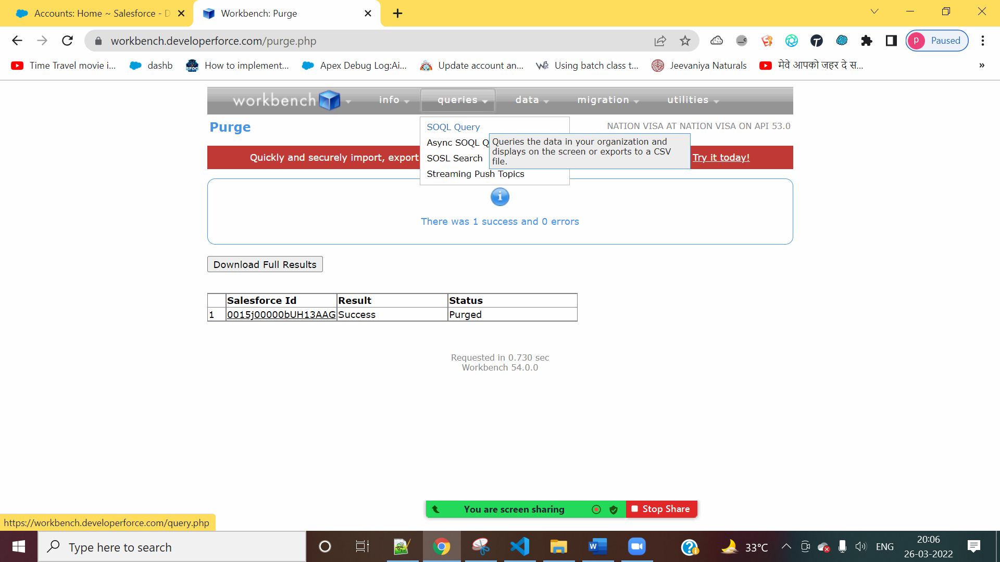 Accounts: Home ~ Salesforce - D
Workbench: Purge
workbench.developerforce.com/purge.php
P Paused
Time Travel movie i...
dashb
How to implement...
Apex Debug Log:Ai...
Update account an...
Using batch class t...
Jeevaniya Naturals
मेवे आपको जहर दे स...
»
workbench
info
queries
data
migration
utilities
Purge
NATION VISA AT NATION VISA ON API 53.0
SOQL Query
Async SOQL Q
SOSL Search
Streaming Push Topics
Queries the data in your organization and
displays on the screen or exports to a CSV
file.
Quickly and securely import, export
Try it today!
There was 1 success and 0 errors
Download Full Results
Salesforce Id Result Status
1 0015j00000bUH13AAG Success Purged
Requested in 0.730 sec
Workbench 54.0.0
You are screen sharing
Stop Share
https://workbench.developerforce.com/query.php
Type here to search
33°C
ENG
20:06
26-03-2022